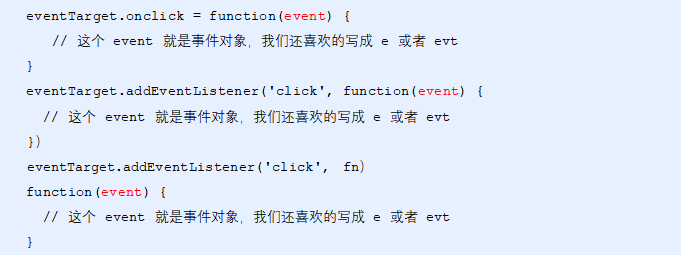 eventTarget.onclick = function(event) {
// 这个 event 就是事件对象，我们还喜欢的写成 e 或者 evt
}
eventTarget.addEventListener('click', function(event) {
// 这个 event 就是事件对象，我们还喜欢的写成 e 或者 evt
}）
eventTarget.addEventListener('click', fn）
function(event) {
// 这个 event 就是事件对象，我们还喜欢的写成 e 或者 evt
}